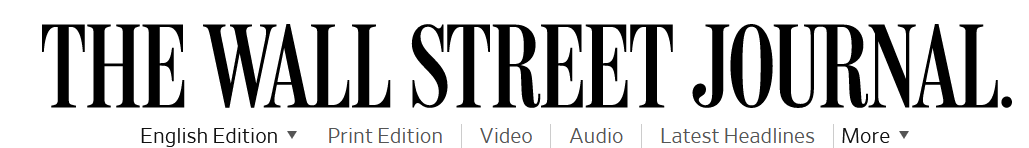 THE WALL STREET JOURNAL.
English Edition Print Edition Video Audio Latest Headlines More